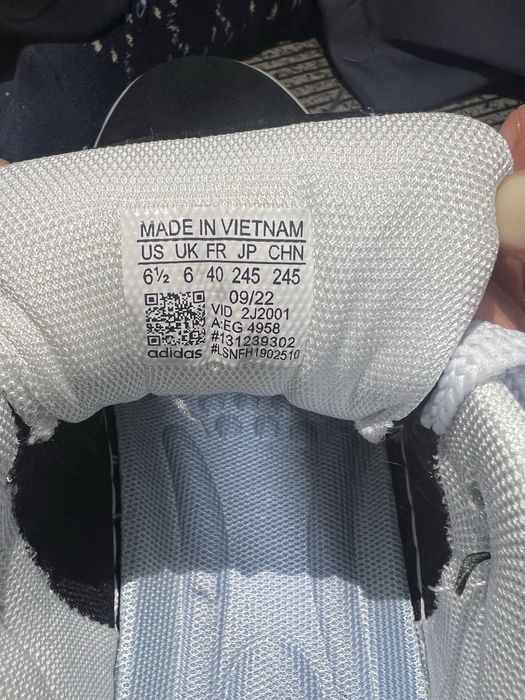 MADE IN VIETNAM
US UK FR JP CHN
6½ 6 40 245 245
09/22
VID 2J2001
A:EG 4958
#131239302
adidas #LSNFH1902510